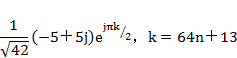 1/√42 (-5+5j)e^(jπk/2), k = 64n+13